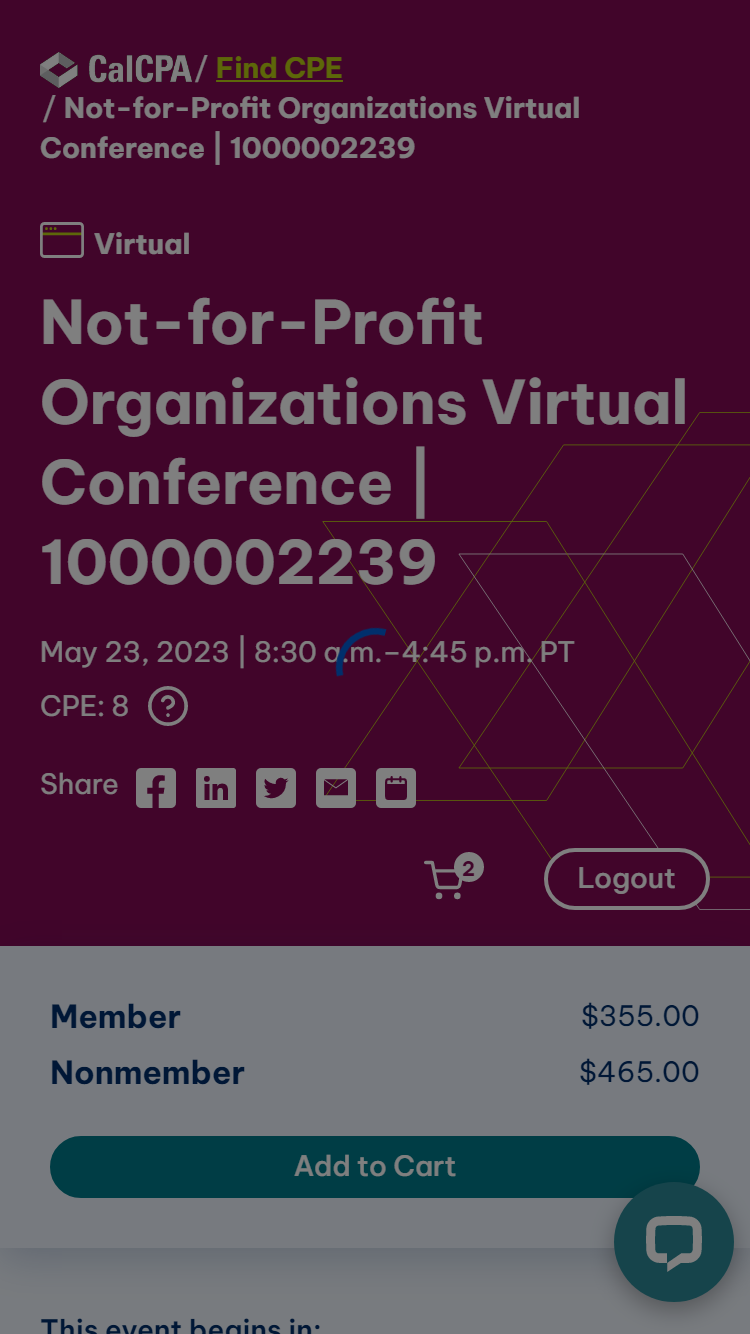 CalCPA / Find CPE
/ Not-for-Profit Organizations Virtual
Conference | 1000002239
Virtual
Not-for-Profit
Organizations Virtual
Conference |
1000002239
May 23, 2023 | 8:30 a.m.–4:45 p.m. PT
CPE: 8 ?
Share
2
Logout
Member $355.00
Nonmember $465.00
Add to Cart
This event begins in: